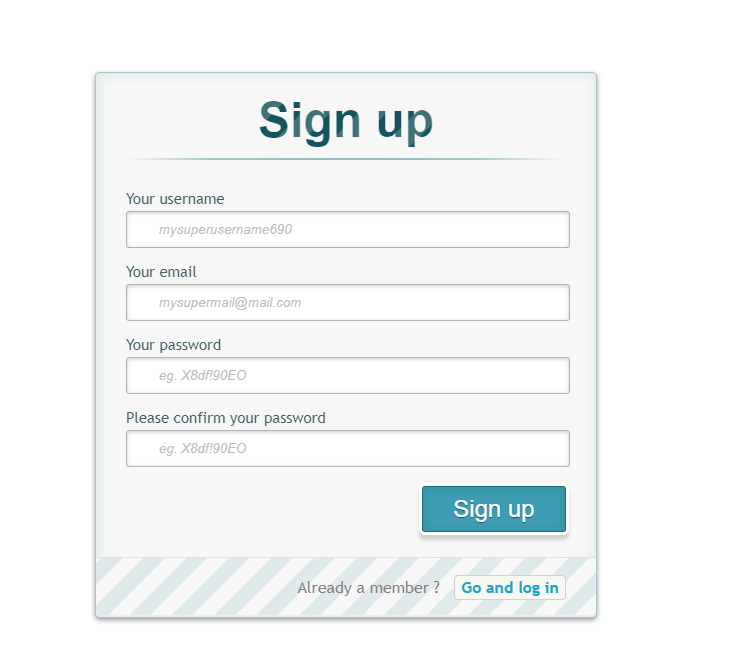 Sign up
Your username
mysuperusername690
Your email
mysupermail@mail.com
Your password
eg. X8df!90EO
Please confirm your password
eg. X8df!90EO
Sign up
Already a member ? Go and log in